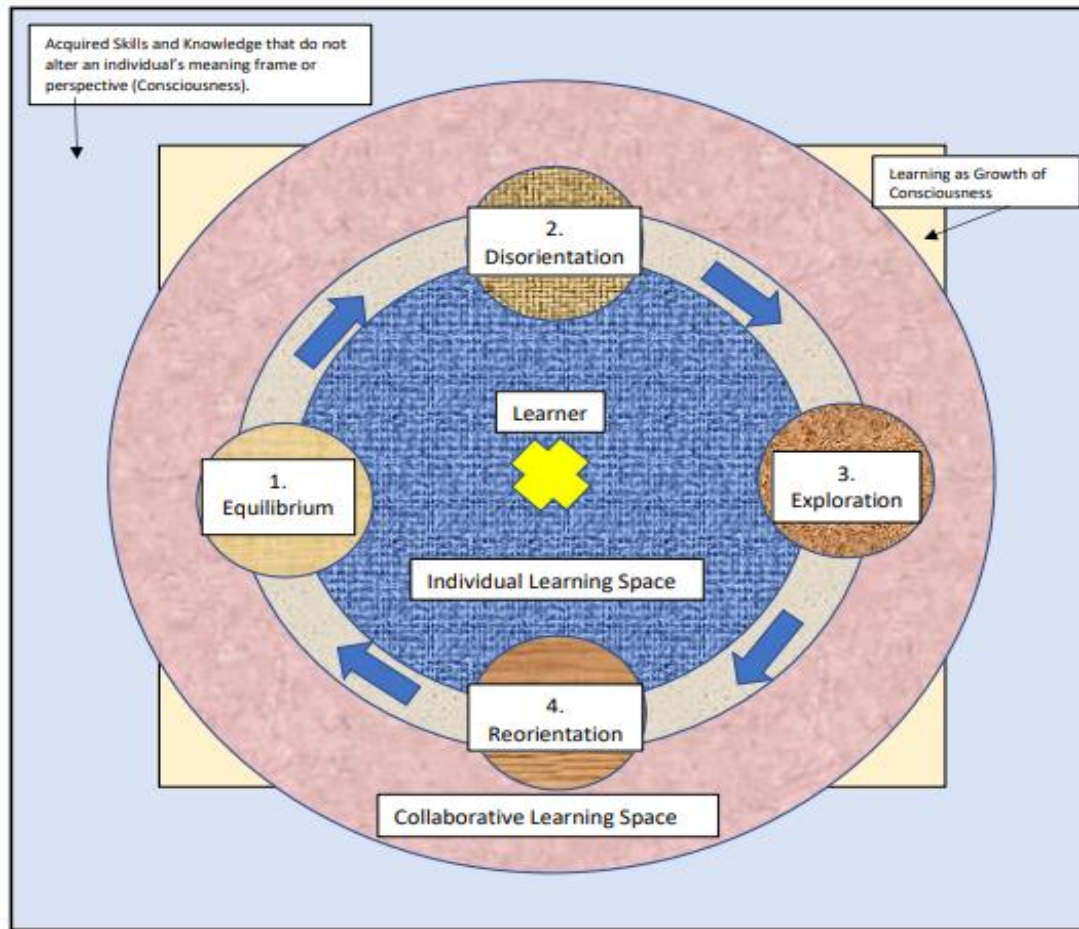 Acquired Skills and Knowledge that do not
alter an individual's meaning frame or
perspective (Consciousness).
Learning as Growth of
Consciousness
2.
Disorientation
Learner
1.
Equilibrium
3.
Exploration
Individual Learning Space
4.
Reorientation
Collaborative Learning Space